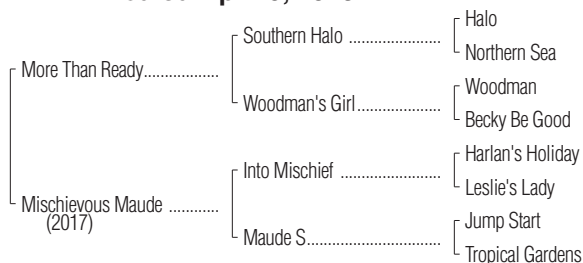 Halo
Southern Halo
Northern Sea
More Than Ready
Woodman
Woodman's Girl
Becky Be Good
Harlan's Holiday
Into Mischief
Leslie's Lady
Mischievous Maude
(2017)
Jump Start
Maude S
Tropical Gardens